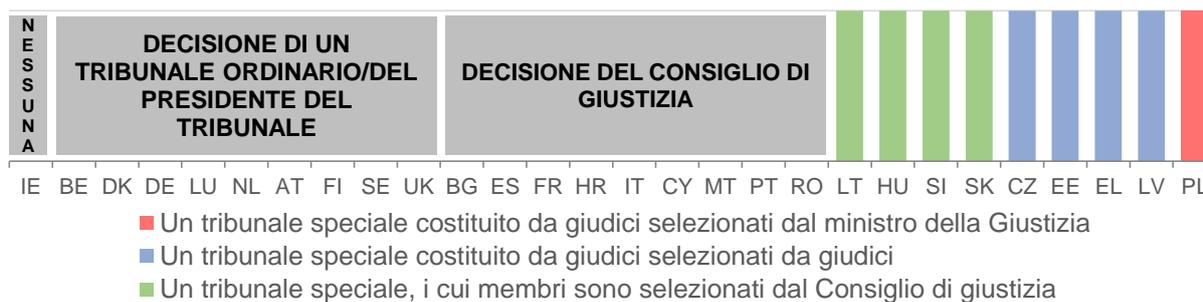 NESSUNA
DECISIONE DI UN
TRIBUNALE ORDINARIO/DEL
PRESIDENTE DEL
TRIBUNALE
DECISIONE DEL CONSIGLIO DI
GIUSTIZIA
IE BE DK DE LU NL AT FI SE UK BG ES FR HR IT CY MT PT RO LT HU SI SK CZ EE EL LV PL
Un tribunale speciale costituito da giudici selezionati dal ministro della Giustizia
Un tribunale speciale costituito da giudici selezionati da giudici
Un tribunale speciale, i cui membri sono selezionati dal Consiglio di giustizia